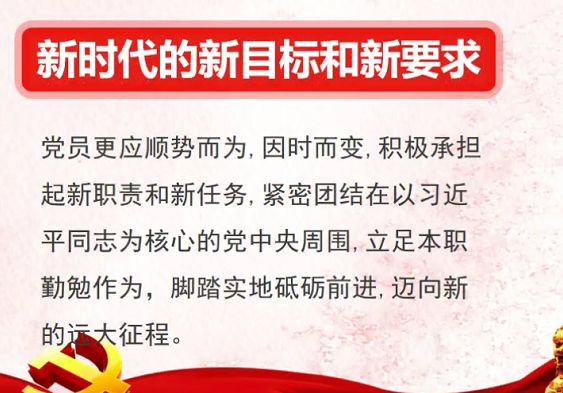 新时代的新目标和新要求
党员更应顺势而为,因时而变,积极承担
起新职责和新任务,紧密团结在以习近
平同志为核心的党中央周围,立足本职
勤勉作为，脚踏实地砥砺前进,迈向新
的远大征程。